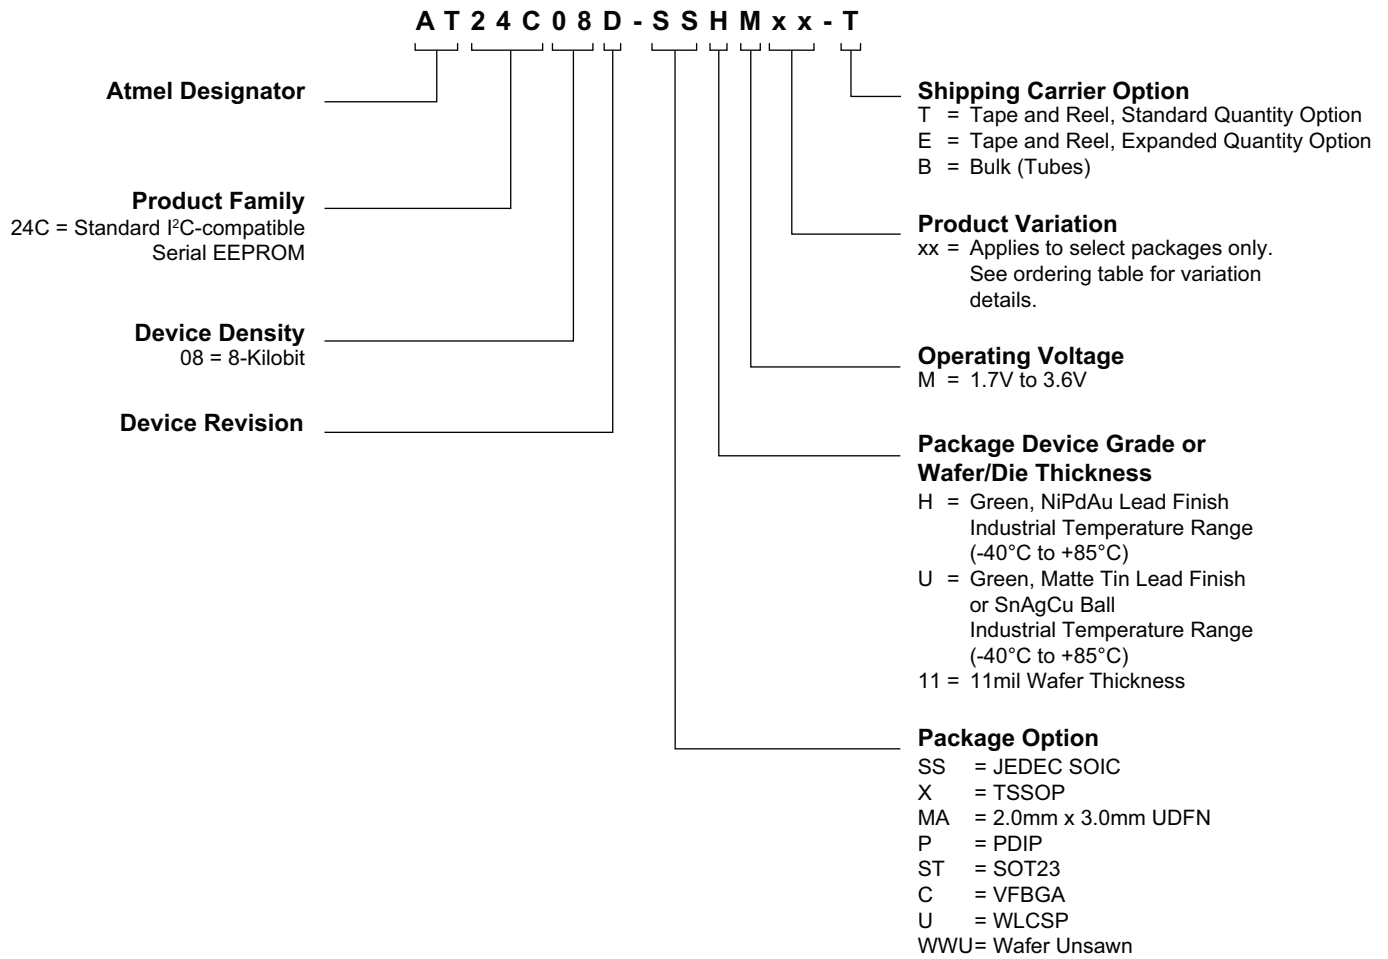 AT24C08D-SSHMxx-T
Atmel Designator
Product Family
24C = Standard I²C-compatible
Serial EEPROM
Device Density
08 = 8-Kilobit
Device Revision
Shipping Carrier Option
T = Tape and Reel, Standard Quantity Option
E = Tape and Reel, Expanded Quantity Option
B = Bulk (Tubes)
Product Variation
xx = Applies to select packages only.
See ordering table for variation
details.
Operating Voltage
M = 1.7V to 3.6V
Package Device Grade or
Wafer/Die Thickness
H = Green, NiPdAu Lead Finish
Industrial Temperature Range
(-40°C to +85°C)
U = Green, Matte Tin Lead Finish
or SnAgCu Ball
Industrial Temperature Range
(-40°C to +85°C)
11 = 11mil Wafer Thickness
Package Option
SS = JEDEC SOIC
X = TSSOP
MA = 2.0mm x 3.0mm UDFN
P = PDIP
ST = SOT23
C = VFBGA
U = WLCSP
WWU= Wafer Unsawn